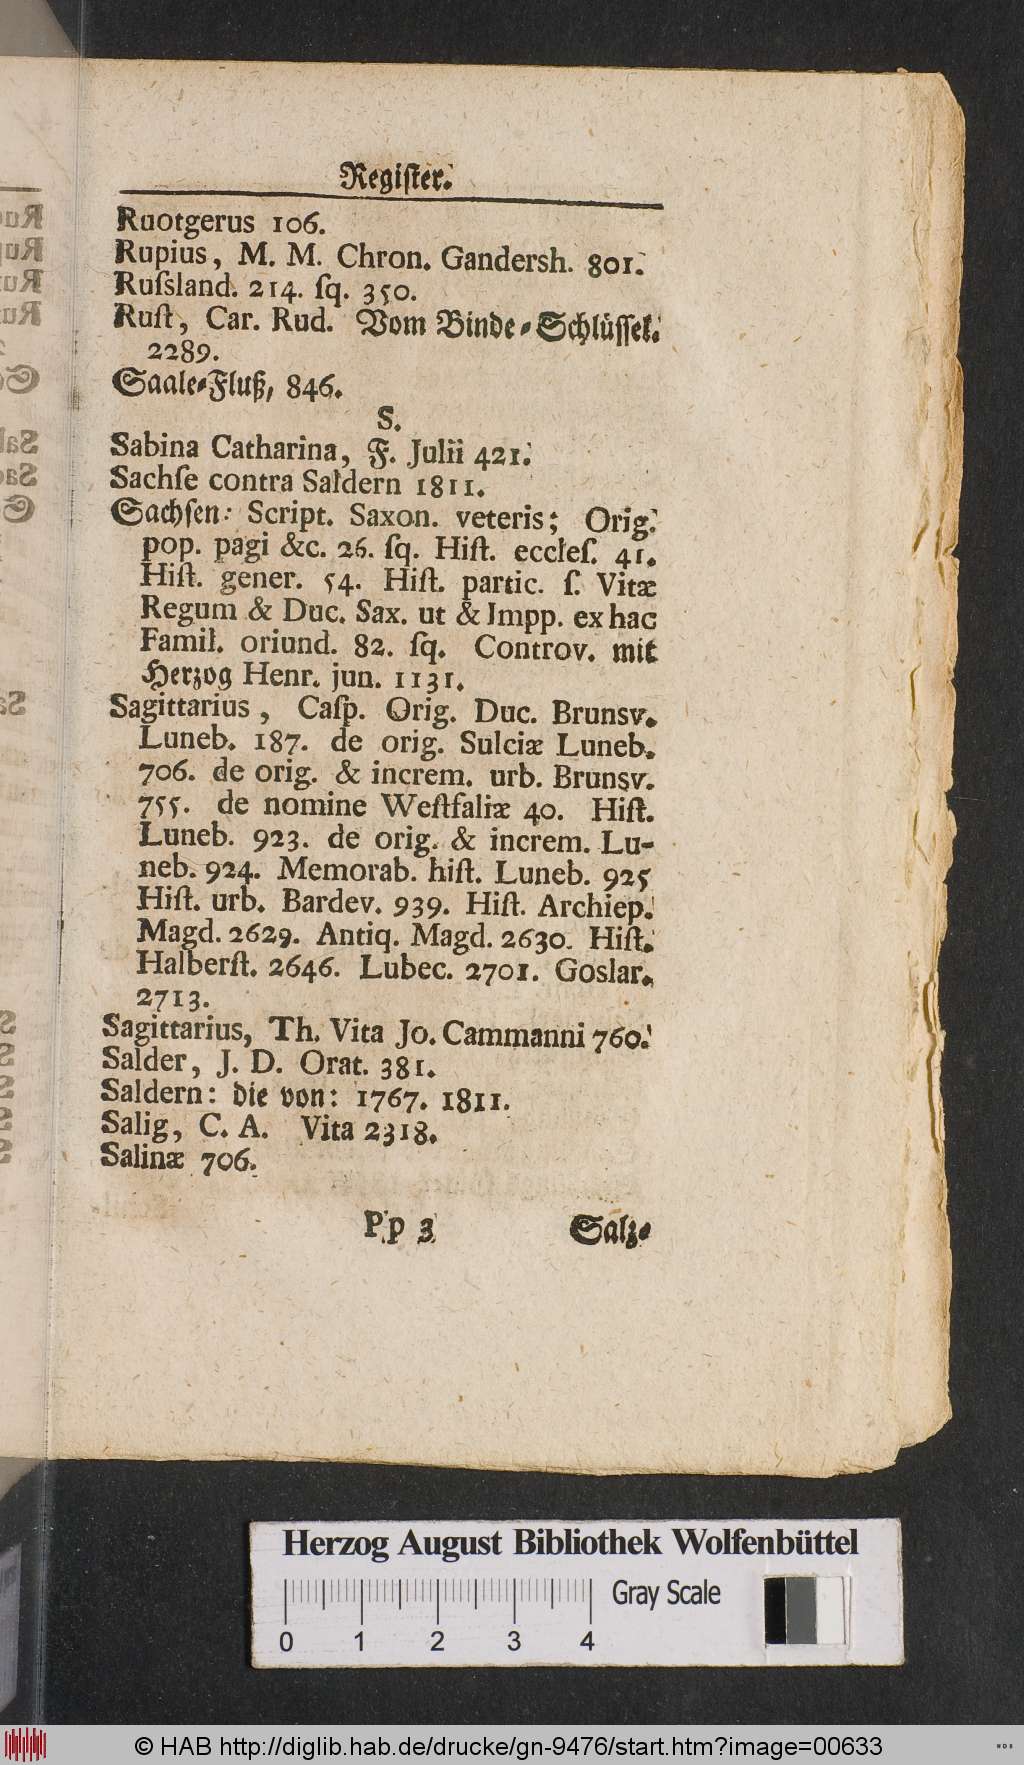 Regiſter.
Ruotgerus 106.
Rupius, M. M. Chron. Gandersh. 801.
Ruſsland. 214. ſq. 350.
Ruſt, Car. Rud. Vom Binde-Schlüſſel.
2289.
Saale-Fluß, 846.
S.
Sabina Catharina, F. Julii 421.
Sachſe contra Saldern 1811.
Sachſen: Script. Saxon. veteris; Orig.
pop. pagi &c. 26. ſq. Hiſt. eccleſ. 41.
Hiſt. gener. 54. Hiſt. partic. ſ. Vitæ
Regum & Duc. Sax. ut & Impp. ex hac
Famil. oriund. 82. ſq. Controv. mit
Herzog Henr. jun. 1131.
Sagittarius, Caſp. Orig. Duc. Brunsv.
Luneb. 187. de orig. Sulciæ Luneb.
706. de orig. & increm. urb. Brunsv.
755. de nomine Weſtfaliæ 40. Hiſt.
Luneb. 923. de orig. & increm. Lu-
neb. 924. Memorab. hiſt. Luneb. 925
Hiſt. urb. Bardev. 939. Hiſt. Archiep.
Magd. 2629. Antiq. Magd. 2630. Hiſt.
Halberſt. 2646. Lubec. 2701. Goslar.
2713.
Sagittarius, Th. Vita Jo. Cammanni 760.
Salder, J. D. Orat. 381.
Saldern: die von: 1767. 1811.
Salig, C. A. Vita 2318.
Salinæ 706.
Pp 3 Salz-
Herzog August Bibliothek Wolfenbüttel
Gray Scale
0 1 2 3 4
© HAB http://diglib.hab.de/drucke/gn-9476/start.htm?image=00633